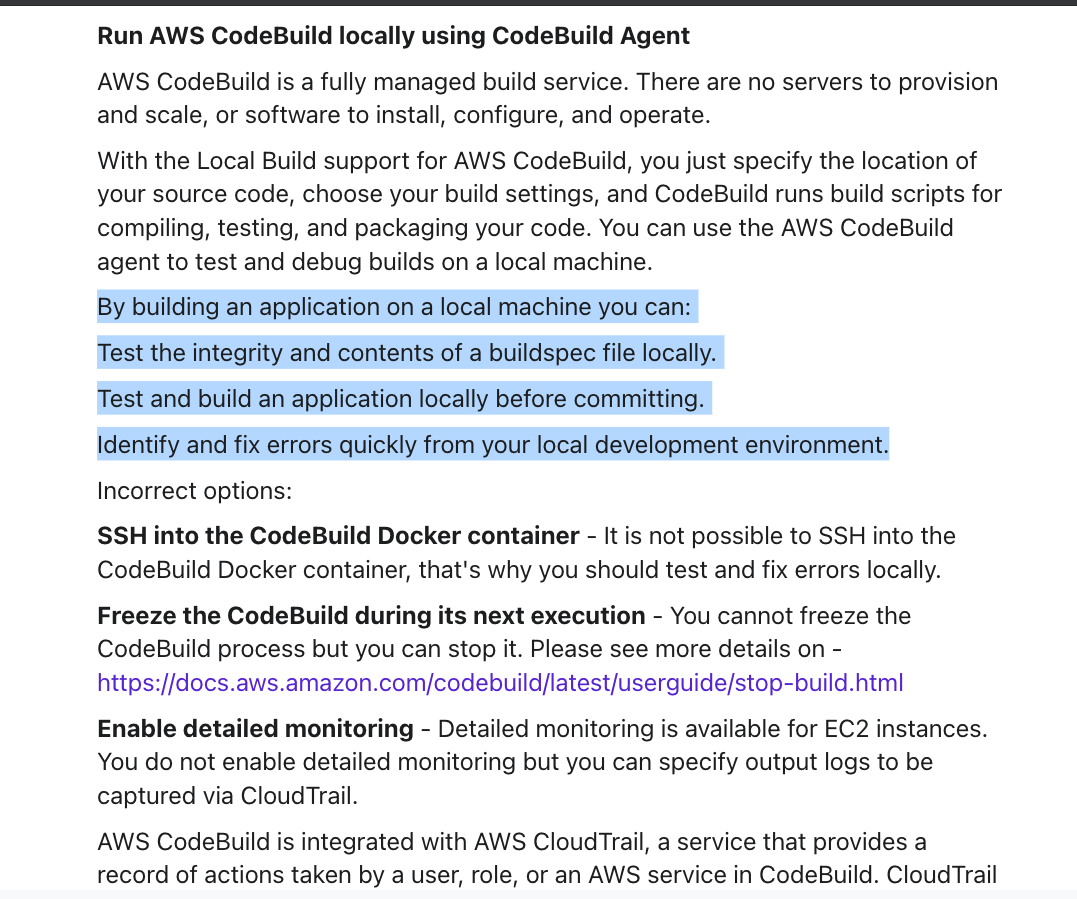 Run AWS CodeBuild locally using CodeBuild Agent
AWS CodeBuild is a fully managed build service. There are no servers to provision
and scale, or software to install, configure, and operate.
With the Local Build support for AWS CodeBuild, you just specify the location of
your source code, choose your build settings, and CodeBuild runs build scripts for
compiling, testing, and packaging your code. You can use the AWS CodeBuild
agent to test and debug builds on a local machine.
By building an application on a local machine you can:
Test the integrity and contents of a buildspec file locally.
Test and build an application locally before committing.
Identify and fix errors quickly from your local development environment.
Incorrect options:
SSH into the CodeBuild Docker container - It is not possible to SSH into the
CodeBuild Docker container, that's why you should test and fix errors locally.
Freeze the CodeBuild during its next execution - You cannot freeze the
CodeBuild process but you can stop it. Please see more details on -
https://docs.aws.amazon.com/codebuild/latest/userguide/stop-build.html
Enable detailed monitoring - Detailed monitoring is available for EC2 instances.
You do not enable detailed monitoring but you can specify output logs to be
captured via CloudTrail.
AWS CodeBuild is integrated with AWS CloudTrail, a service that provides a
record of actions taken by a user, role, or an AWS service in CodeBuild. CloudTrail